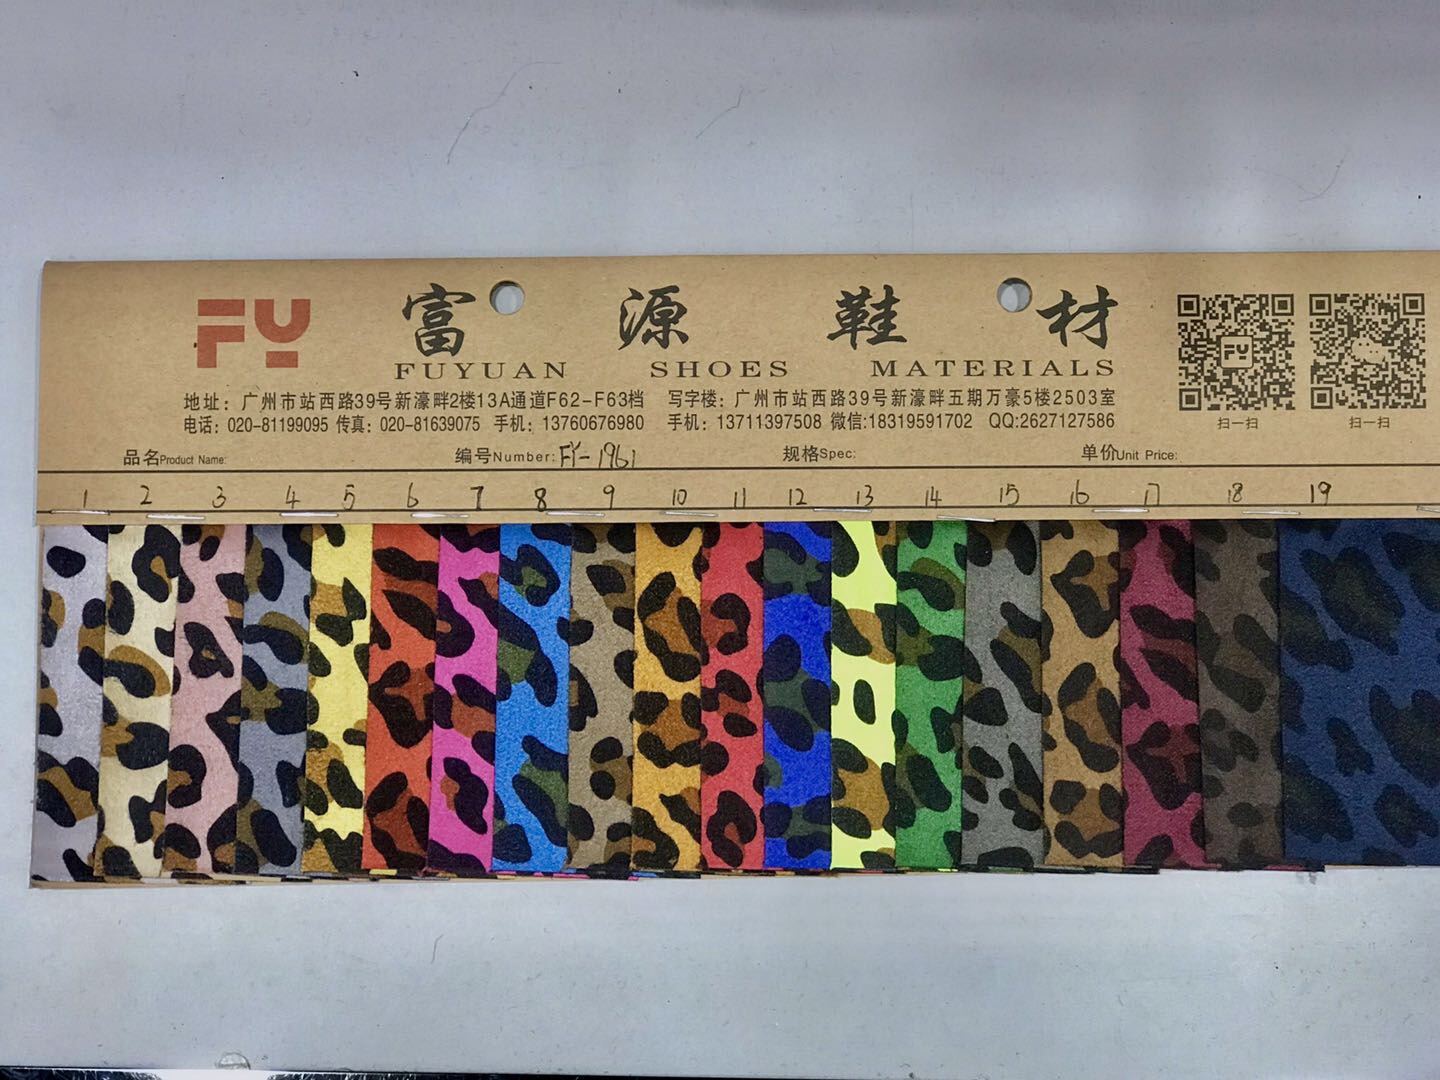 FY 富源鞋材
FUYUAN SHOES MATERIALS
地址：广州市站西路39号新濠畔2楼13A通道F62-F63档 写字楼：广州市站西路39号新濠畔五期万豪5楼2503室
电话：020-81199095 传真：020-81639075 手机：13760676980 手机：13711397508 微信:18319591702 QQ:2627127586
FY
扫一扫 扫一扫
品名Product Name: 编号Number: FY-1961 规格Spec: 单价Unit Price:
1 2 3 4 5 6 7 8 9 10 11 12 13 14 15 16 17 18 19